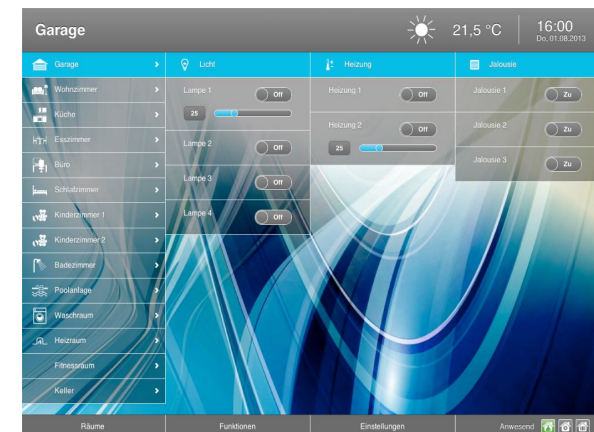 Garage
21,5 °C
16:00
Do, 01.08.2013
Garage
Wohnzimmer
Küche
Esszimmer
Büro
Schlafzimmer
Kinderzimmer 1
Kinderzimmer 2
Badezimmer
Poolanlage
Waschraum
Heizraum
Fitnessraum
Keller
Licht
Lampe 1 Off
25
Lampe 2 Off
Lampe 3 Off
Lampe 4 Off
Heizung
Heizung 1 Off
Heizung 2 Off
25
Jalousie
Jalousie 1 Zu
Jalousie 2 Zu
Jalousie 3 Zu
Räume
Funktionen
Einstellungen
Anwesend